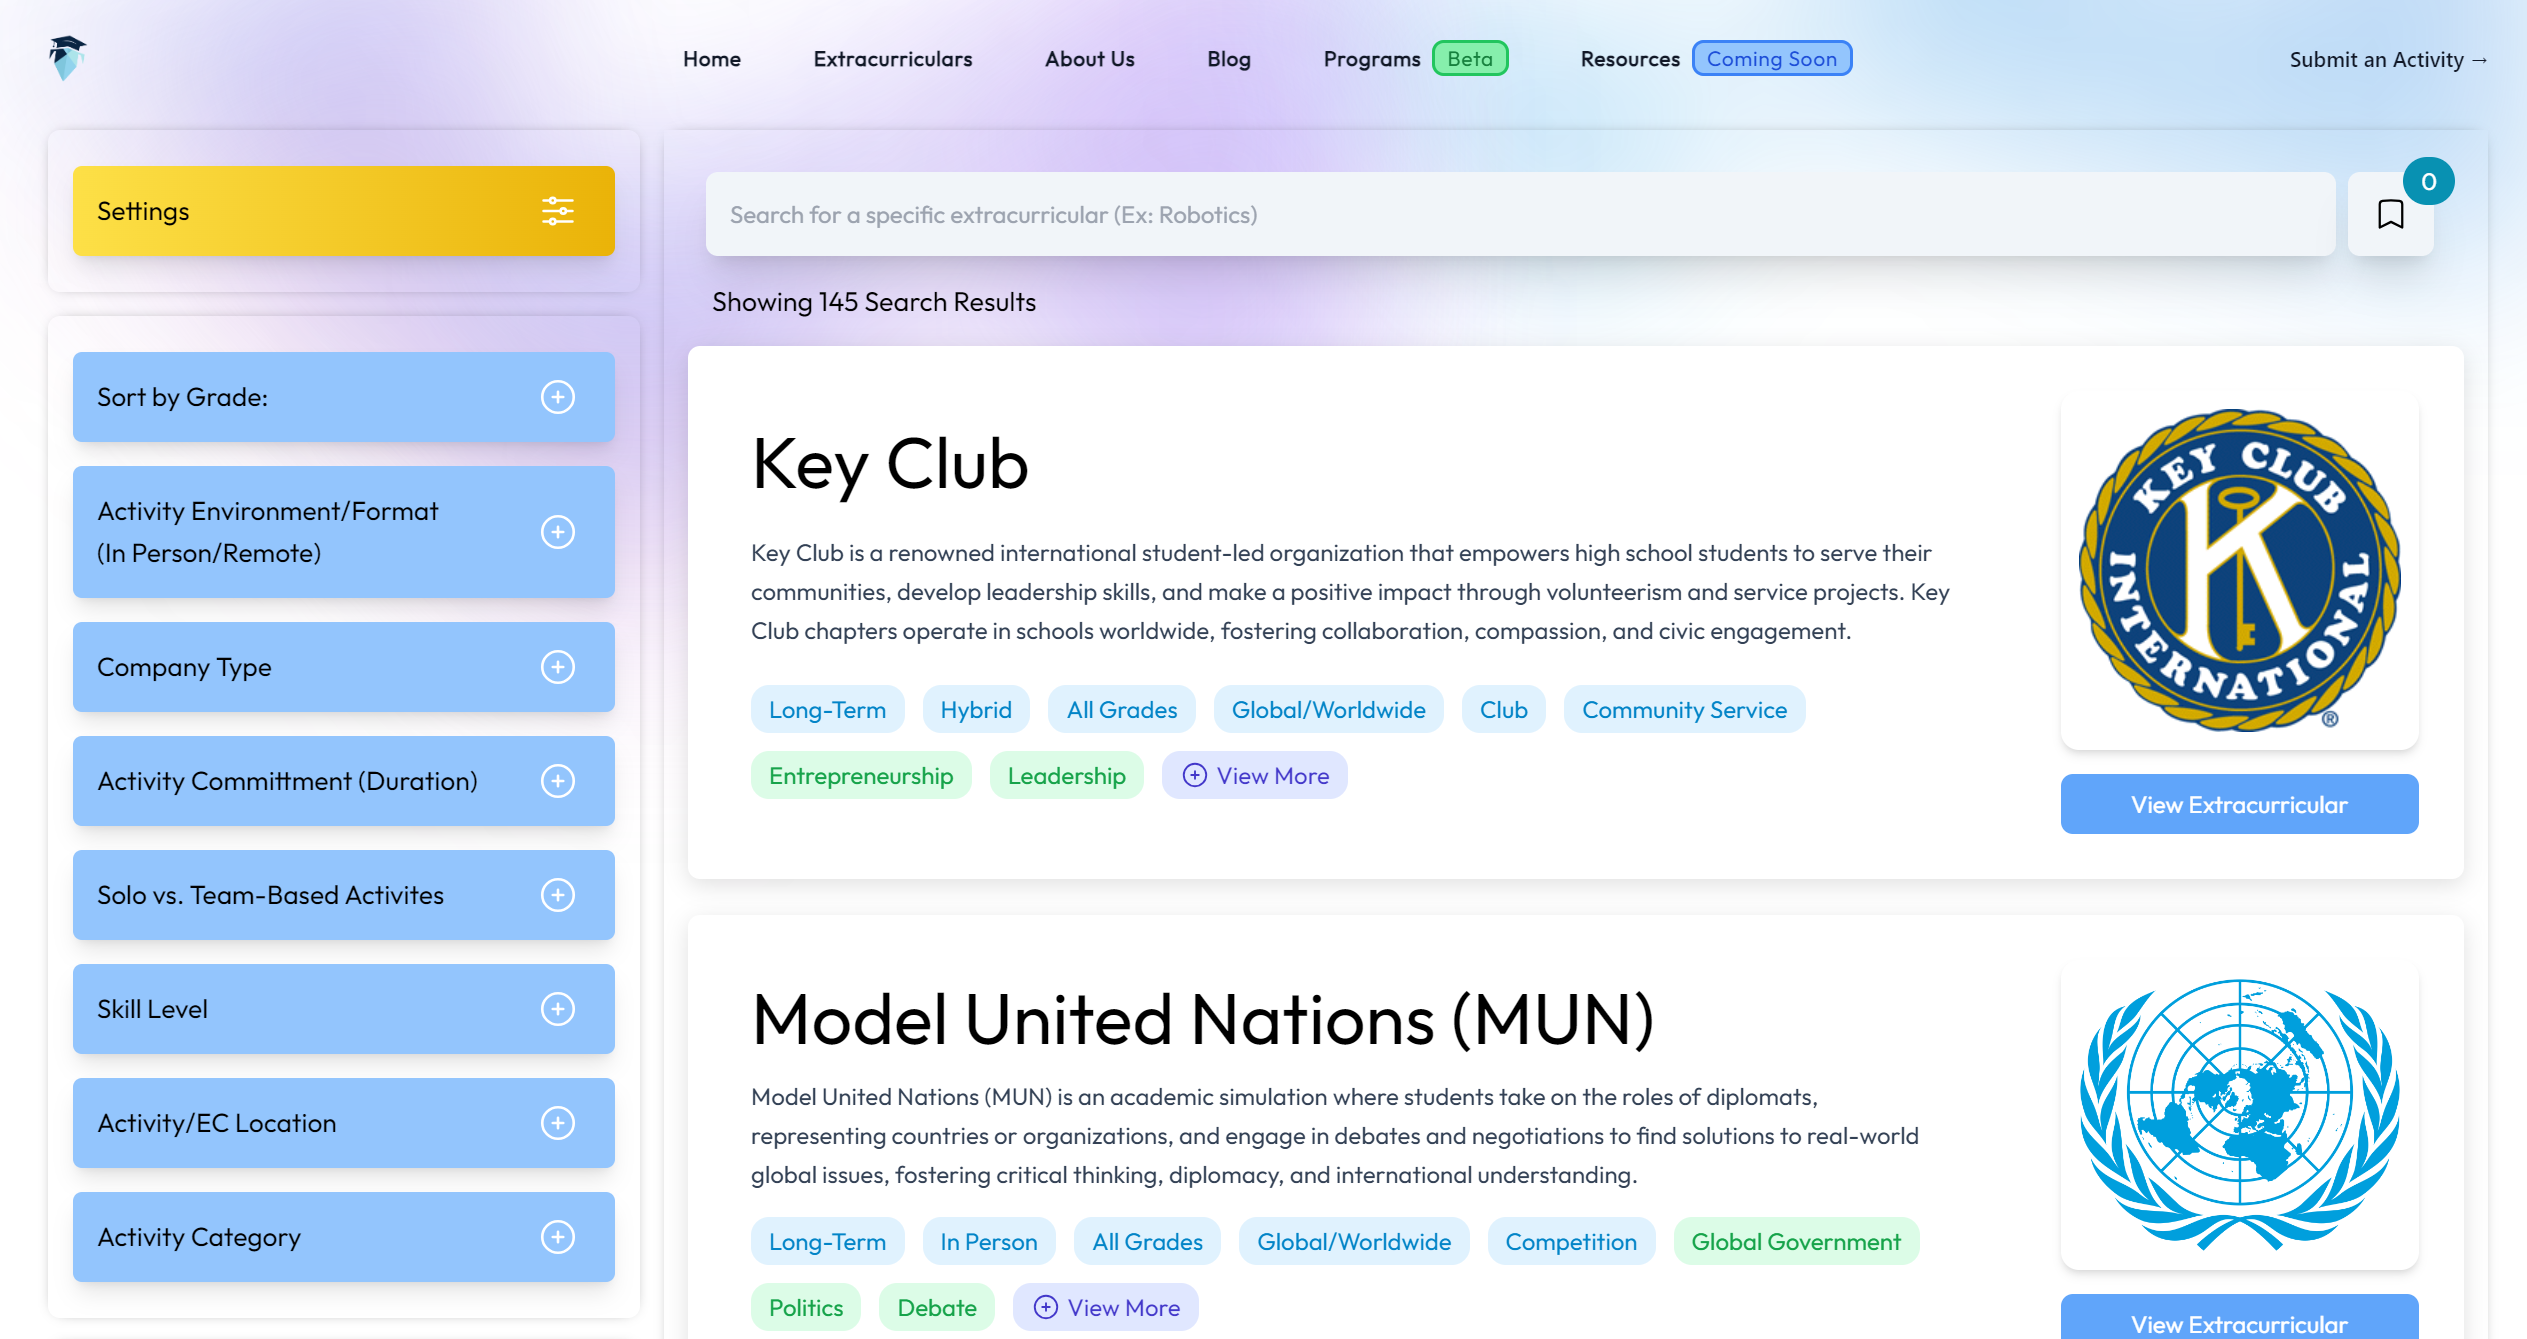 Home
Extracurriculars
About Us
Blog
Programs
Beta
Resources
Coming Soon
Submit an Activity →
Settings
Sort by Grade:
Activity Environment/Format
(In Person/Remote)
Company Type
Activity Committment (Duration)
Solo vs. Team-Based Activites
Skill Level
Activity/EC Location
Activity Category
Search for a specific extracurricular (Ex: Robotics)
0
Showing 145 Search Results
Key Club
Key Club is a renowned international student-led organization that empowers high school students to serve their
communities, develop leadership skills, and make a positive impact through volunteerism and service projects. Key
Club chapters operate in schools worldwide, fostering collaboration, compassion, and civic engagement.
Long-Term
Hybrid
All Grades
Global/Worldwide
Club
Community Service
Entrepreneurship
Leadership
View More
KEY CLUB
K
INTERNATIONAL
®
View Extracurricular
Model United Nations (MUN)
Model United Nations (MUN) is an academic simulation where students take on the roles of diplomats,
representing countries or organizations, and engage in debates and negotiations to find solutions to real-world
global issues, fostering critical thinking, diplomacy, and international understanding.
Long-Term
In Person
All Grades
Global/Worldwide
Competition
Global Government
Politics
Debate
View More
View Extracurricular